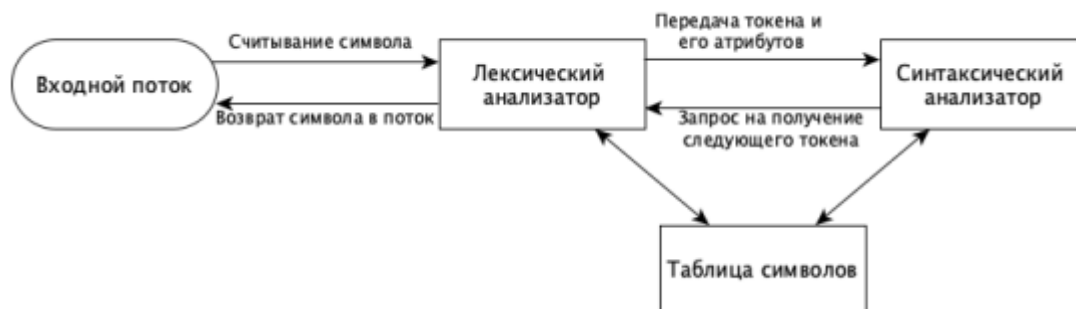 Входной поток
Считывание символа
Возврат символа в поток
Лексический
анализатор
Передача токена и
его атрибутов
Запрос на получение
следующего токена
Синтаксический
анализатор
Таблица символов